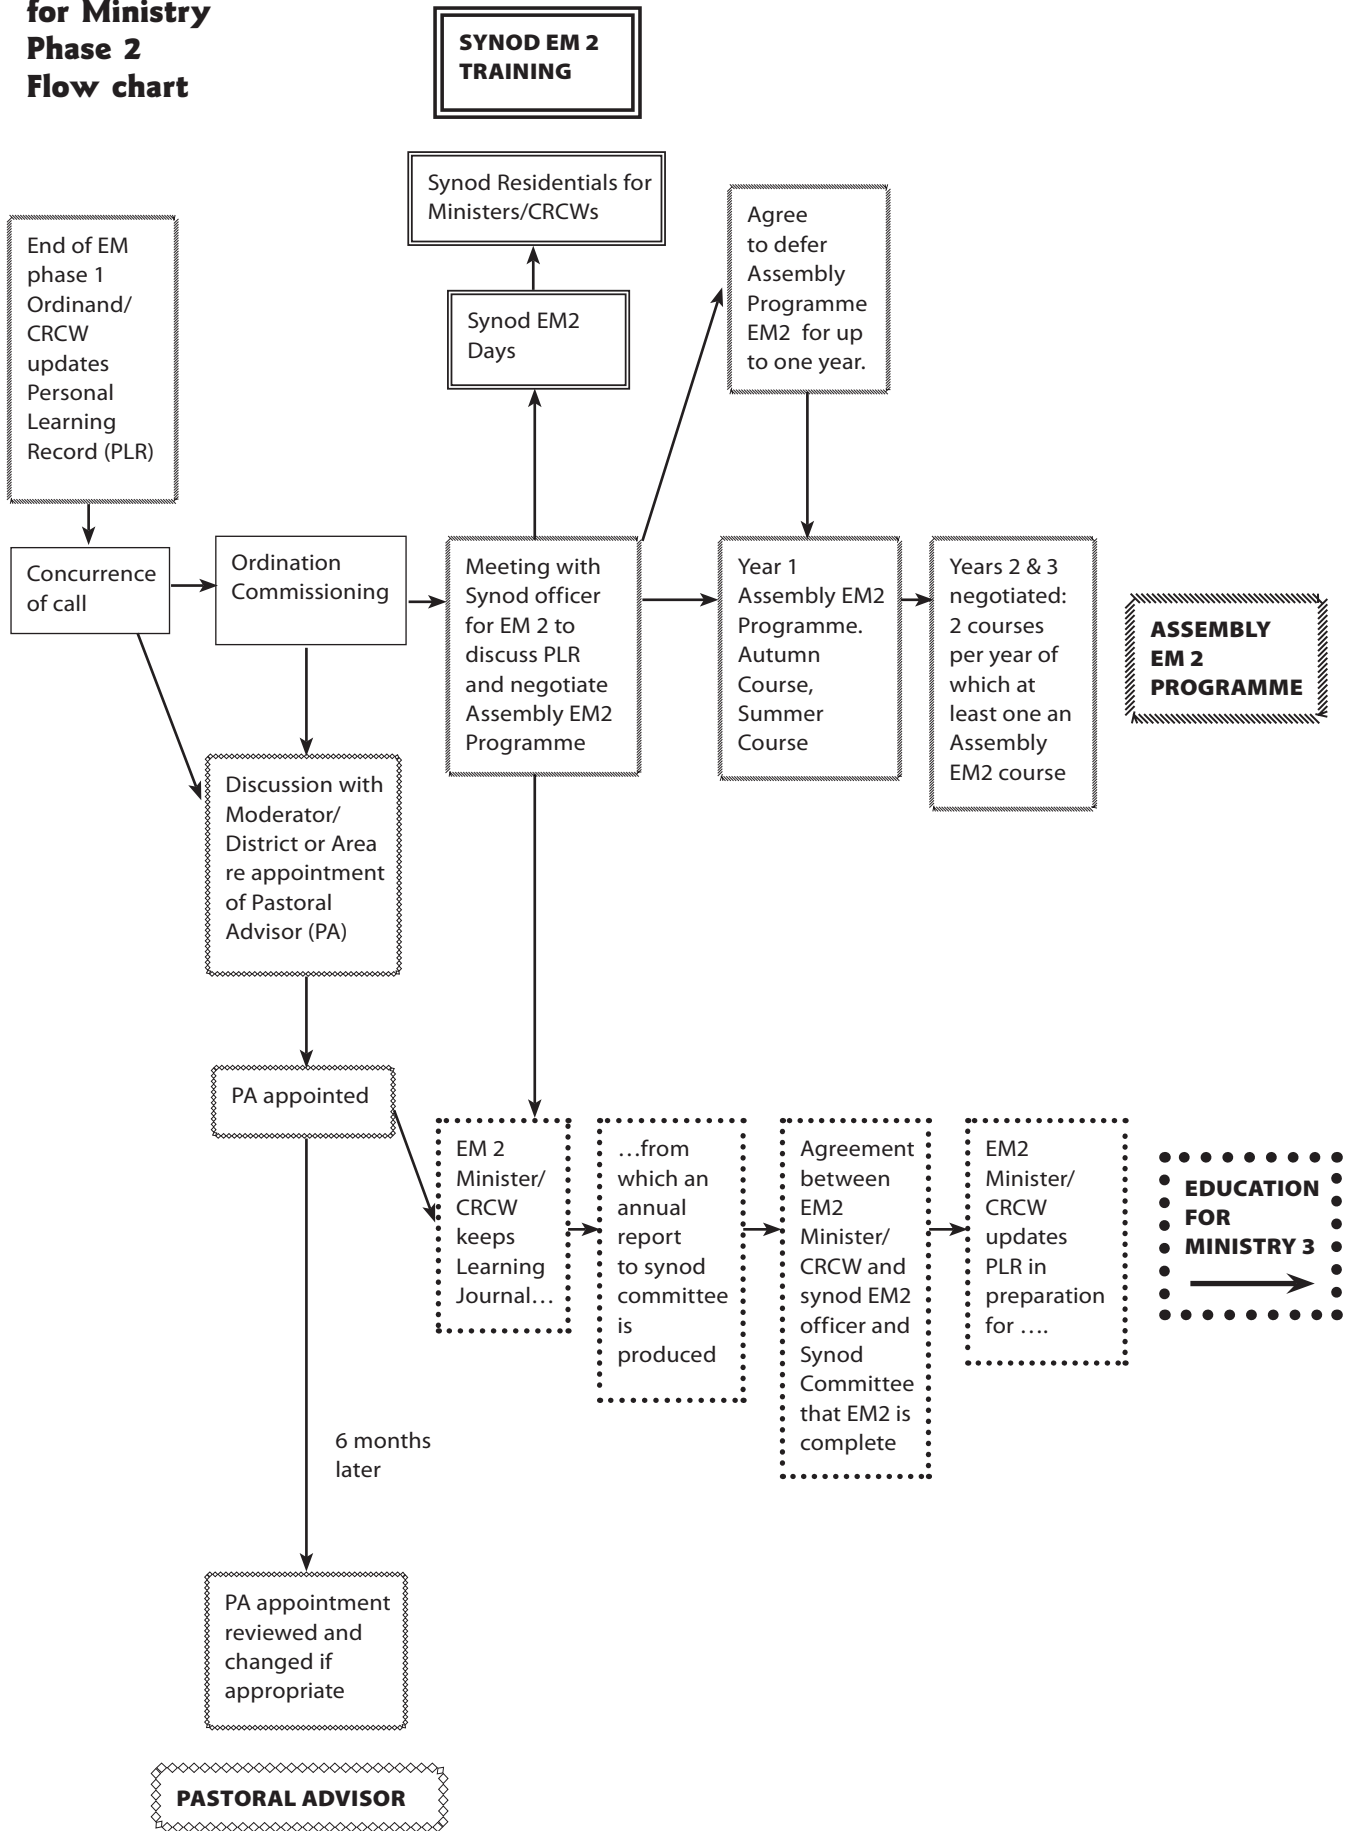 for Ministry
Phase 2
Flow chart
SYNOD EM 2
TRAINING
Synod Residentials for
Ministers/CRCWs
Agree
to defer
Assembly
Programme
EM2 for up
to one year.
End of EM
phase 1
Ordinand/
CRCW
updates
Personal
Learning
Record (PLR)
Synod EM2
Days
Concurrence
of call
Ordination
Commissioning
Meeting with
Synod officer
for EM 2 to
discuss PLR
and negotiate
Assembly EM2
Programme
Year 1
Assembly EM2
Programme.
Autumn
Course,
Summer
Course
Years 2 & 3
negotiated:
2 courses
per year of
which at
least one an
Assembly
EM2 course
ASSEMBLY
EM 2
PROGRAMME
Discussion with
Moderator/
District or Area
re appointment
of Pastoral
Advisor (PA)
PA appointed
EM 2
Minister/
CRCW
keeps
Learning
Journal…
…from
which an
annual
report
to synod
committee
is
produced
Agreement
between
EM2
Minister/
CRCW and
synod EM2
officer and
Synod
Committee
that EM2 is
complete
EM2
Minister/
CRCW
updates
PLR in
preparation
for ….
EDUCATION
FOR
MINISTRY 3
6 months
later
PA appointment
reviewed and
changed if
appropriate
PASTORAL ADVISOR